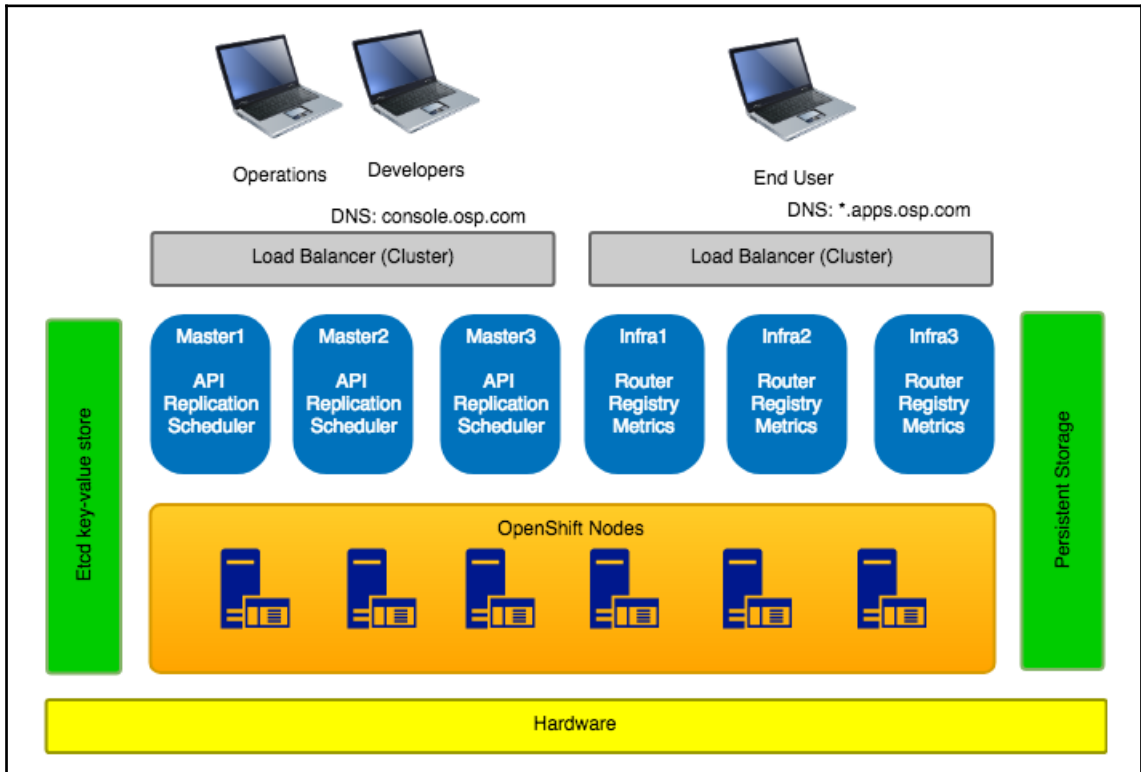 Operations
Developers
End User
DNS: console.osp.com
DNS: *.apps.osp.com
Load Balancer (Cluster)
Load Balancer (Cluster)
Etcd key-value store
Master1
API
Replication
Scheduler
Master2
API
Replication
Scheduler
Master3
API
Replication
Scheduler
Infra1
Router
Registry
Metrics
Infra2
Router
Registry
Metrics
Infra3
Router
Registry
Metrics
Persistent Storage
OpenShift Nodes
Hardware